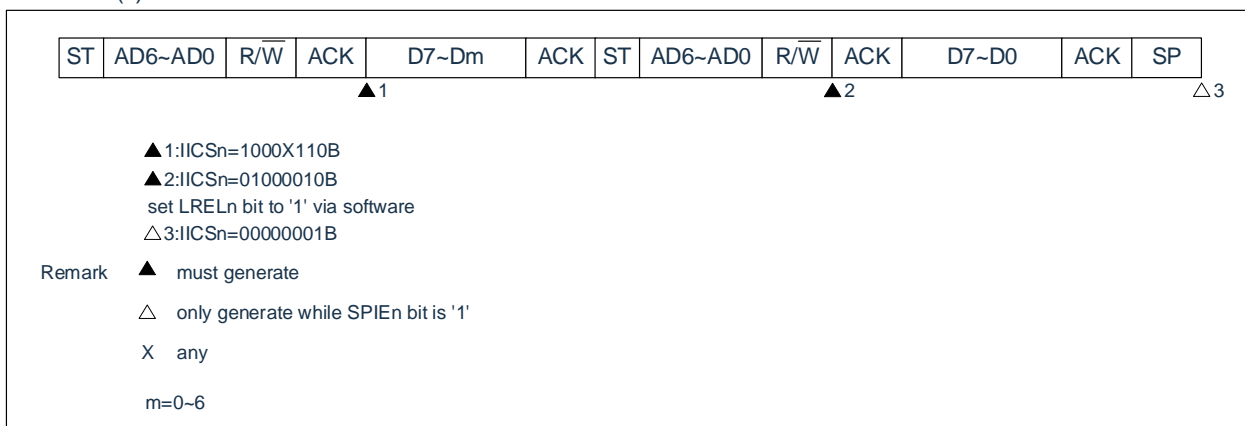 ST AD6~AD0 R/W̅ ACK D7~Dm ACK ST AD6~AD0 R/W̅ ACK D7~D0 ACK SP
▲1 ▲2 △3
▲1:IICSn=1000X110B
▲2:IICSn=01000010B
set LRELn bit to '1' via software
△3:IICSn=00000001B
Remark ▲ must generate
△ only generate while SPIEn bit is '1'
X any
m=0~6